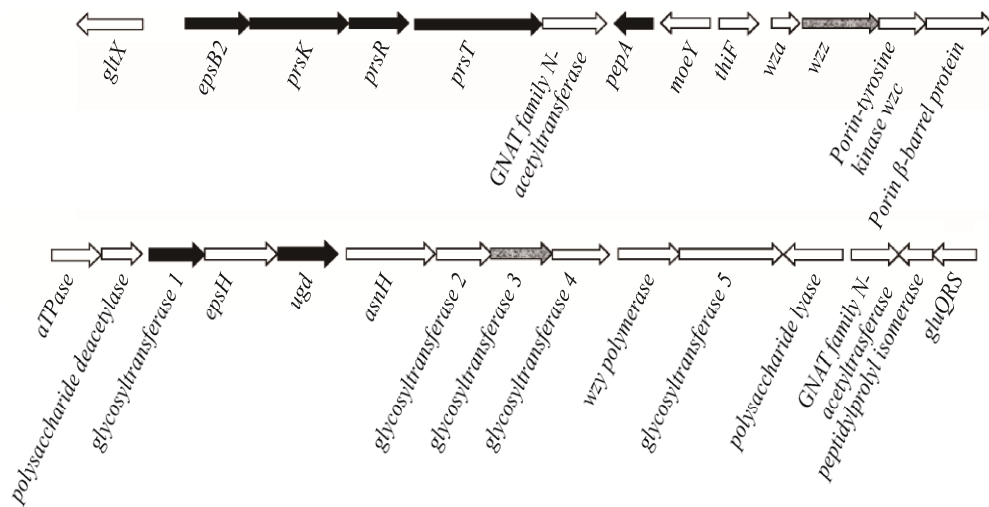 gltX
epsB2
prsK
prsR
prsT
GNAT family N-
acetyltransferase
pepA
moeY
thiF
wza
wzz
Porin-tyrosine
kinase wzc
Porin β-barrel protein
aTPase
polysaccharide deacetylase
glycosyltransferase 1
epsH
ugd
asnH
glycosyltransferase 2
glycosyltransferase 3
glycosyltransferase 4
wzy polymerase
glycosyltransferase 5
polysaccharide lyase
GNAT family N-
acetyltrasferase
peptidylprolyl isomerase
gluQRS